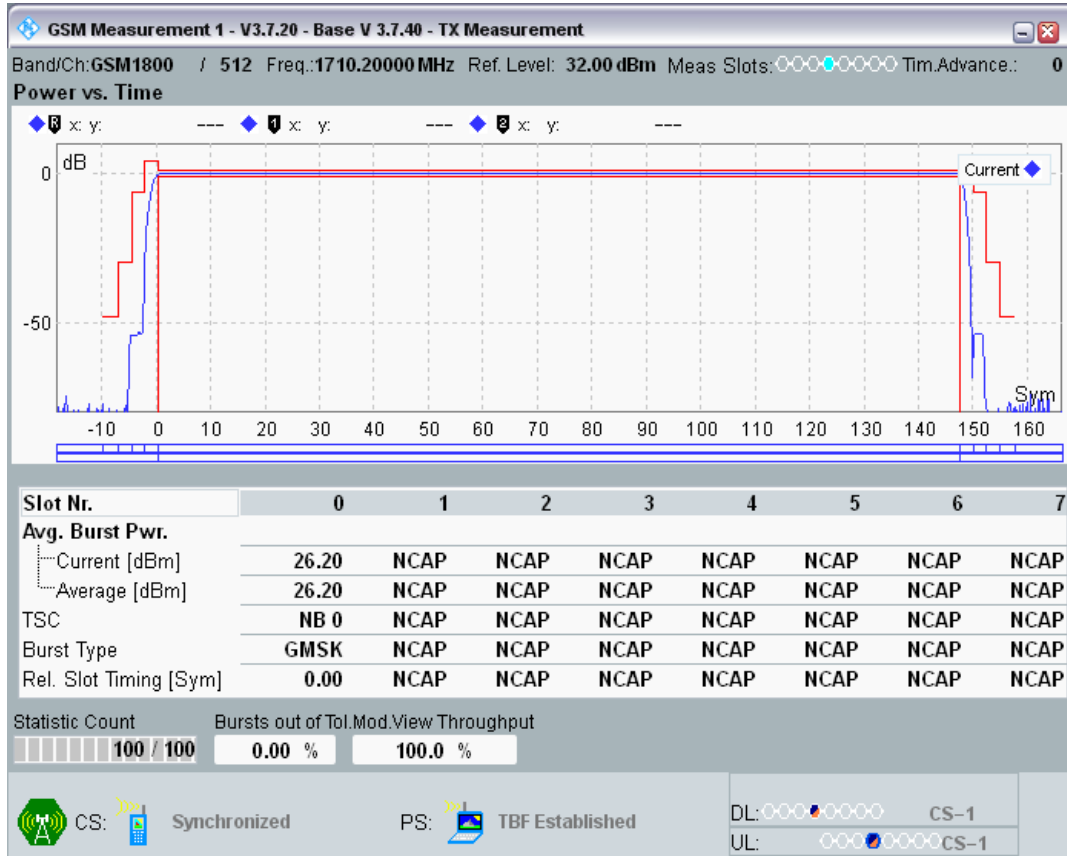 GSM Measurement 1 - V3.7.20 - Base V 3.7.40 - TX Measurement
Band/Ch:GSM1800 / 512 Freq.:1710.20000 MHz Ref. Level: 32.00 dBm Meas Slots: Tim.Advance.: 0
Power vs. Time
R x: y: --- 1 x: y: --- 2 x: y: ---
dB
Current
0
-50
Sym
-10 0 10 20 30 40 50 60 70 80 90 100 110 120 130 140 150 160
Slot Nr. 0 1 2 3 4 5 6 7
Avg. Burst Pwr.
Current [dBm] 26.20 NCAP NCAP NCAP NCAP NCAP NCAP NCAP
Average [dBm] 26.20 NCAP NCAP NCAP NCAP NCAP NCAP NCAP
TSC NB 0 NCAP NCAP NCAP NCAP NCAP NCAP NCAP
Burst Type GMSK NCAP NCAP NCAP NCAP NCAP NCAP NCAP
Rel. Slot Timing [Sym] 0.00 NCAP NCAP NCAP NCAP NCAP NCAP NCAP
Statistic Count Bursts out of Tol. Mod.View Throughput
100 / 100 0.00 % 100.0 %
CS: Synchronized PS: TBF Established DL: CS-1
UL: CS-1